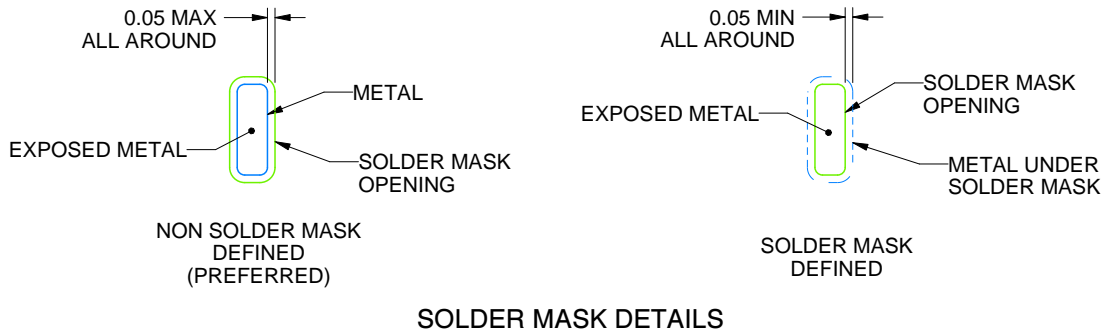 0.05 MAX
ALL AROUND
METAL
EXPOSED METAL
SOLDER MASK
OPENING
NON SOLDER MASK
DEFINED
(PREFERRED)
0.05 MIN
ALL AROUND
SOLDER MASK
OPENING
EXPOSED METAL
METAL UNDER
SOLDER MASK
SOLDER MASK
DEFINED
SOLDER MASK DETAILS